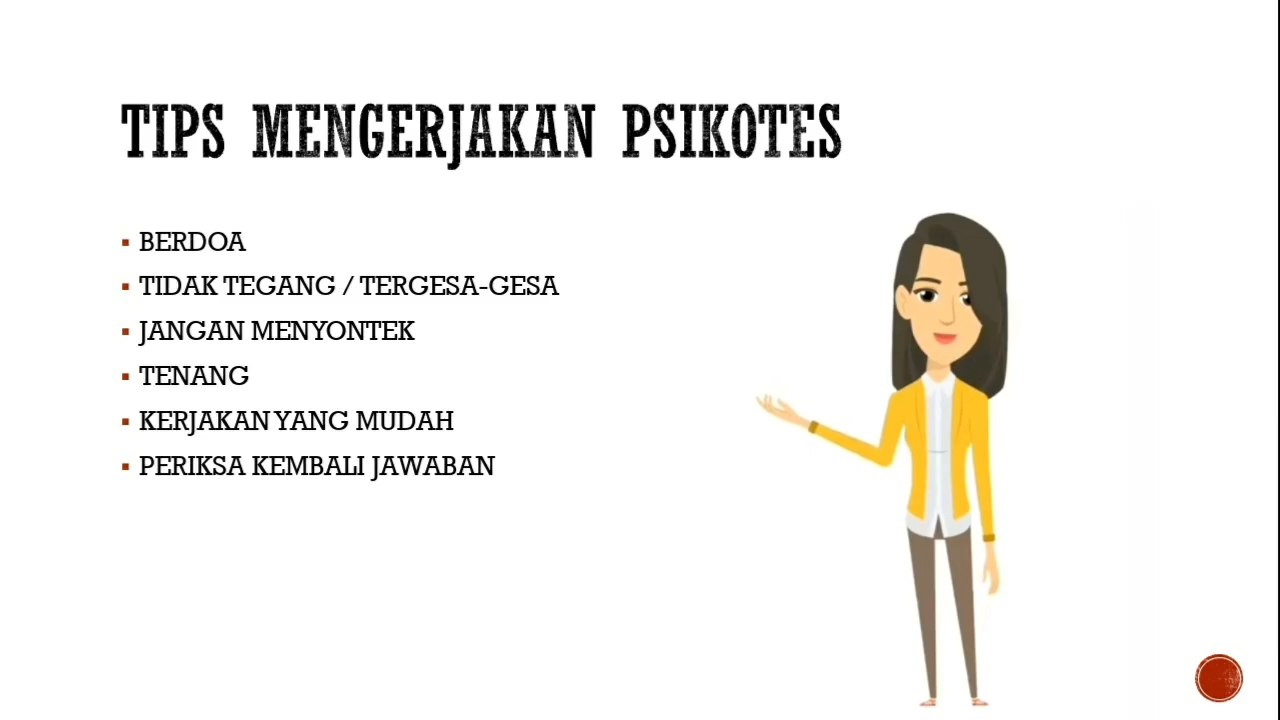 TIPS MENGERJAKAN PSIKOTES
BERDOA
TIDAK TEGANG / TERGESA-GESA
JANGAN MENYONTEK
TENANG
KERJAKAN YANG MUDAH
PERIKSA KEMBALI JAWABAN